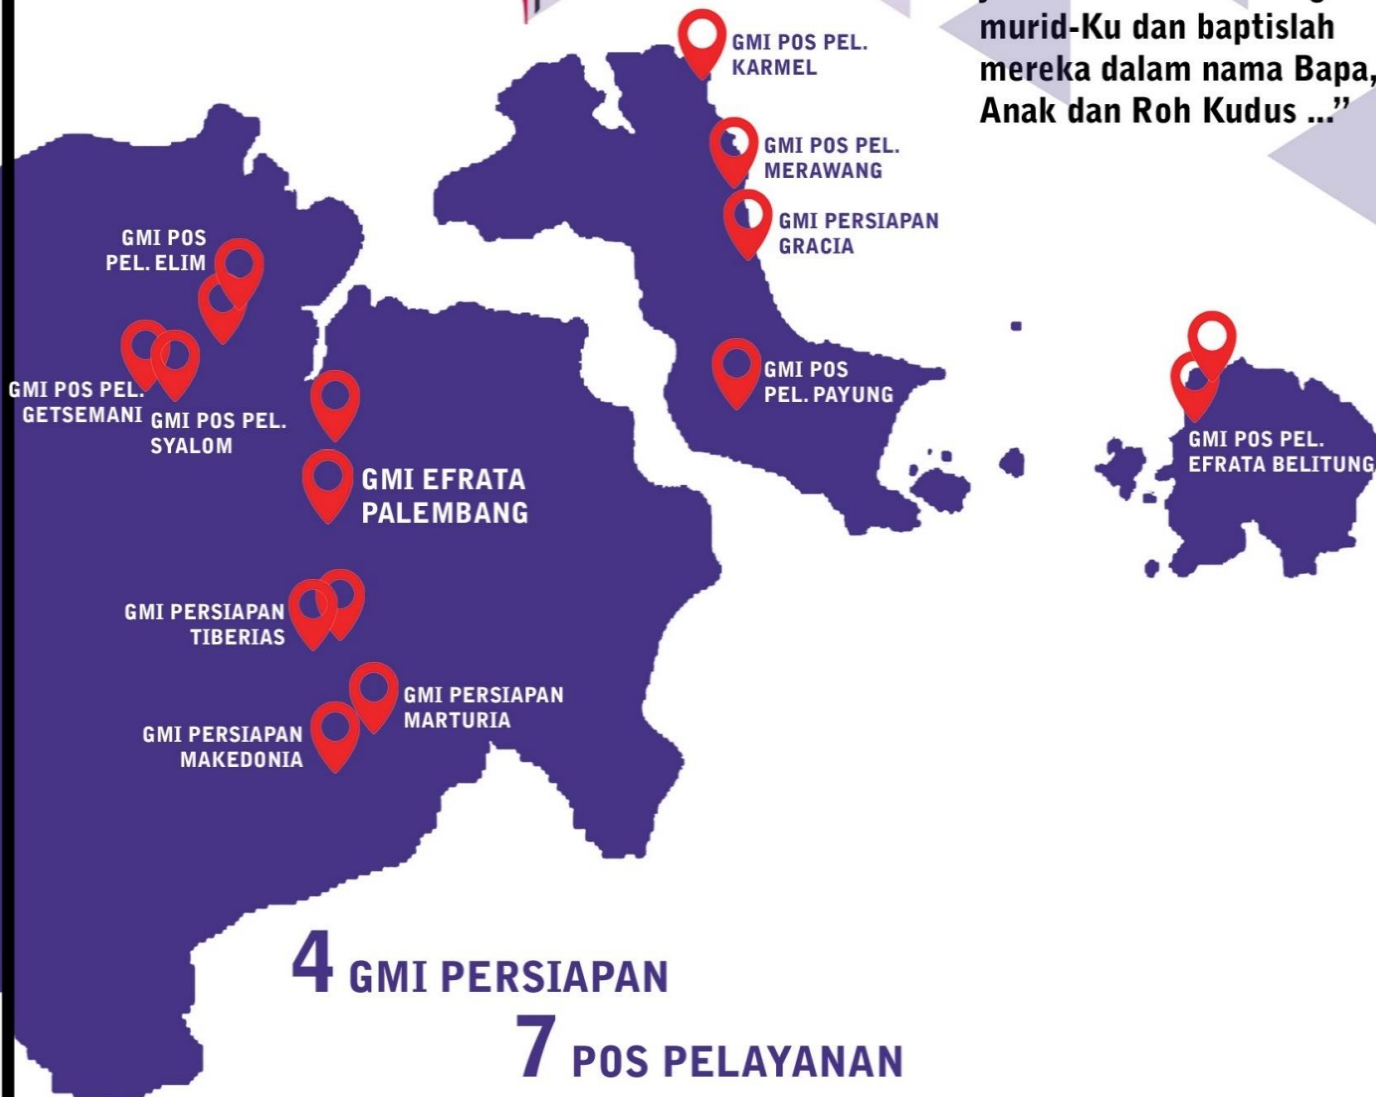 murid-Ku dan baptislah
mereka dalam nama Bapa,
Anak dan Roh Kudus ...”
GMI POS PEL.
KARMEL
GMI POS PEL.
MERAWANG
GMI PERSIAPAN
GRACIA
GMI POS
PEL. ELIM
GMI POS PEL.
GETSEMANI
GMI POS PEL.
SYALOM
GMI POS
PEL. PAYUNG
GMI POS PEL.
EFRATA BELITUNG
GMI EFRATA
PALEMBANG
GMI PERSIAPAN
TIBERIAS
GMI PERSIAPAN
MARTURIA
GMI PERSIAPAN
MAKEDONIA
4 GMI PERSIAPAN
7 POS PELAYANAN